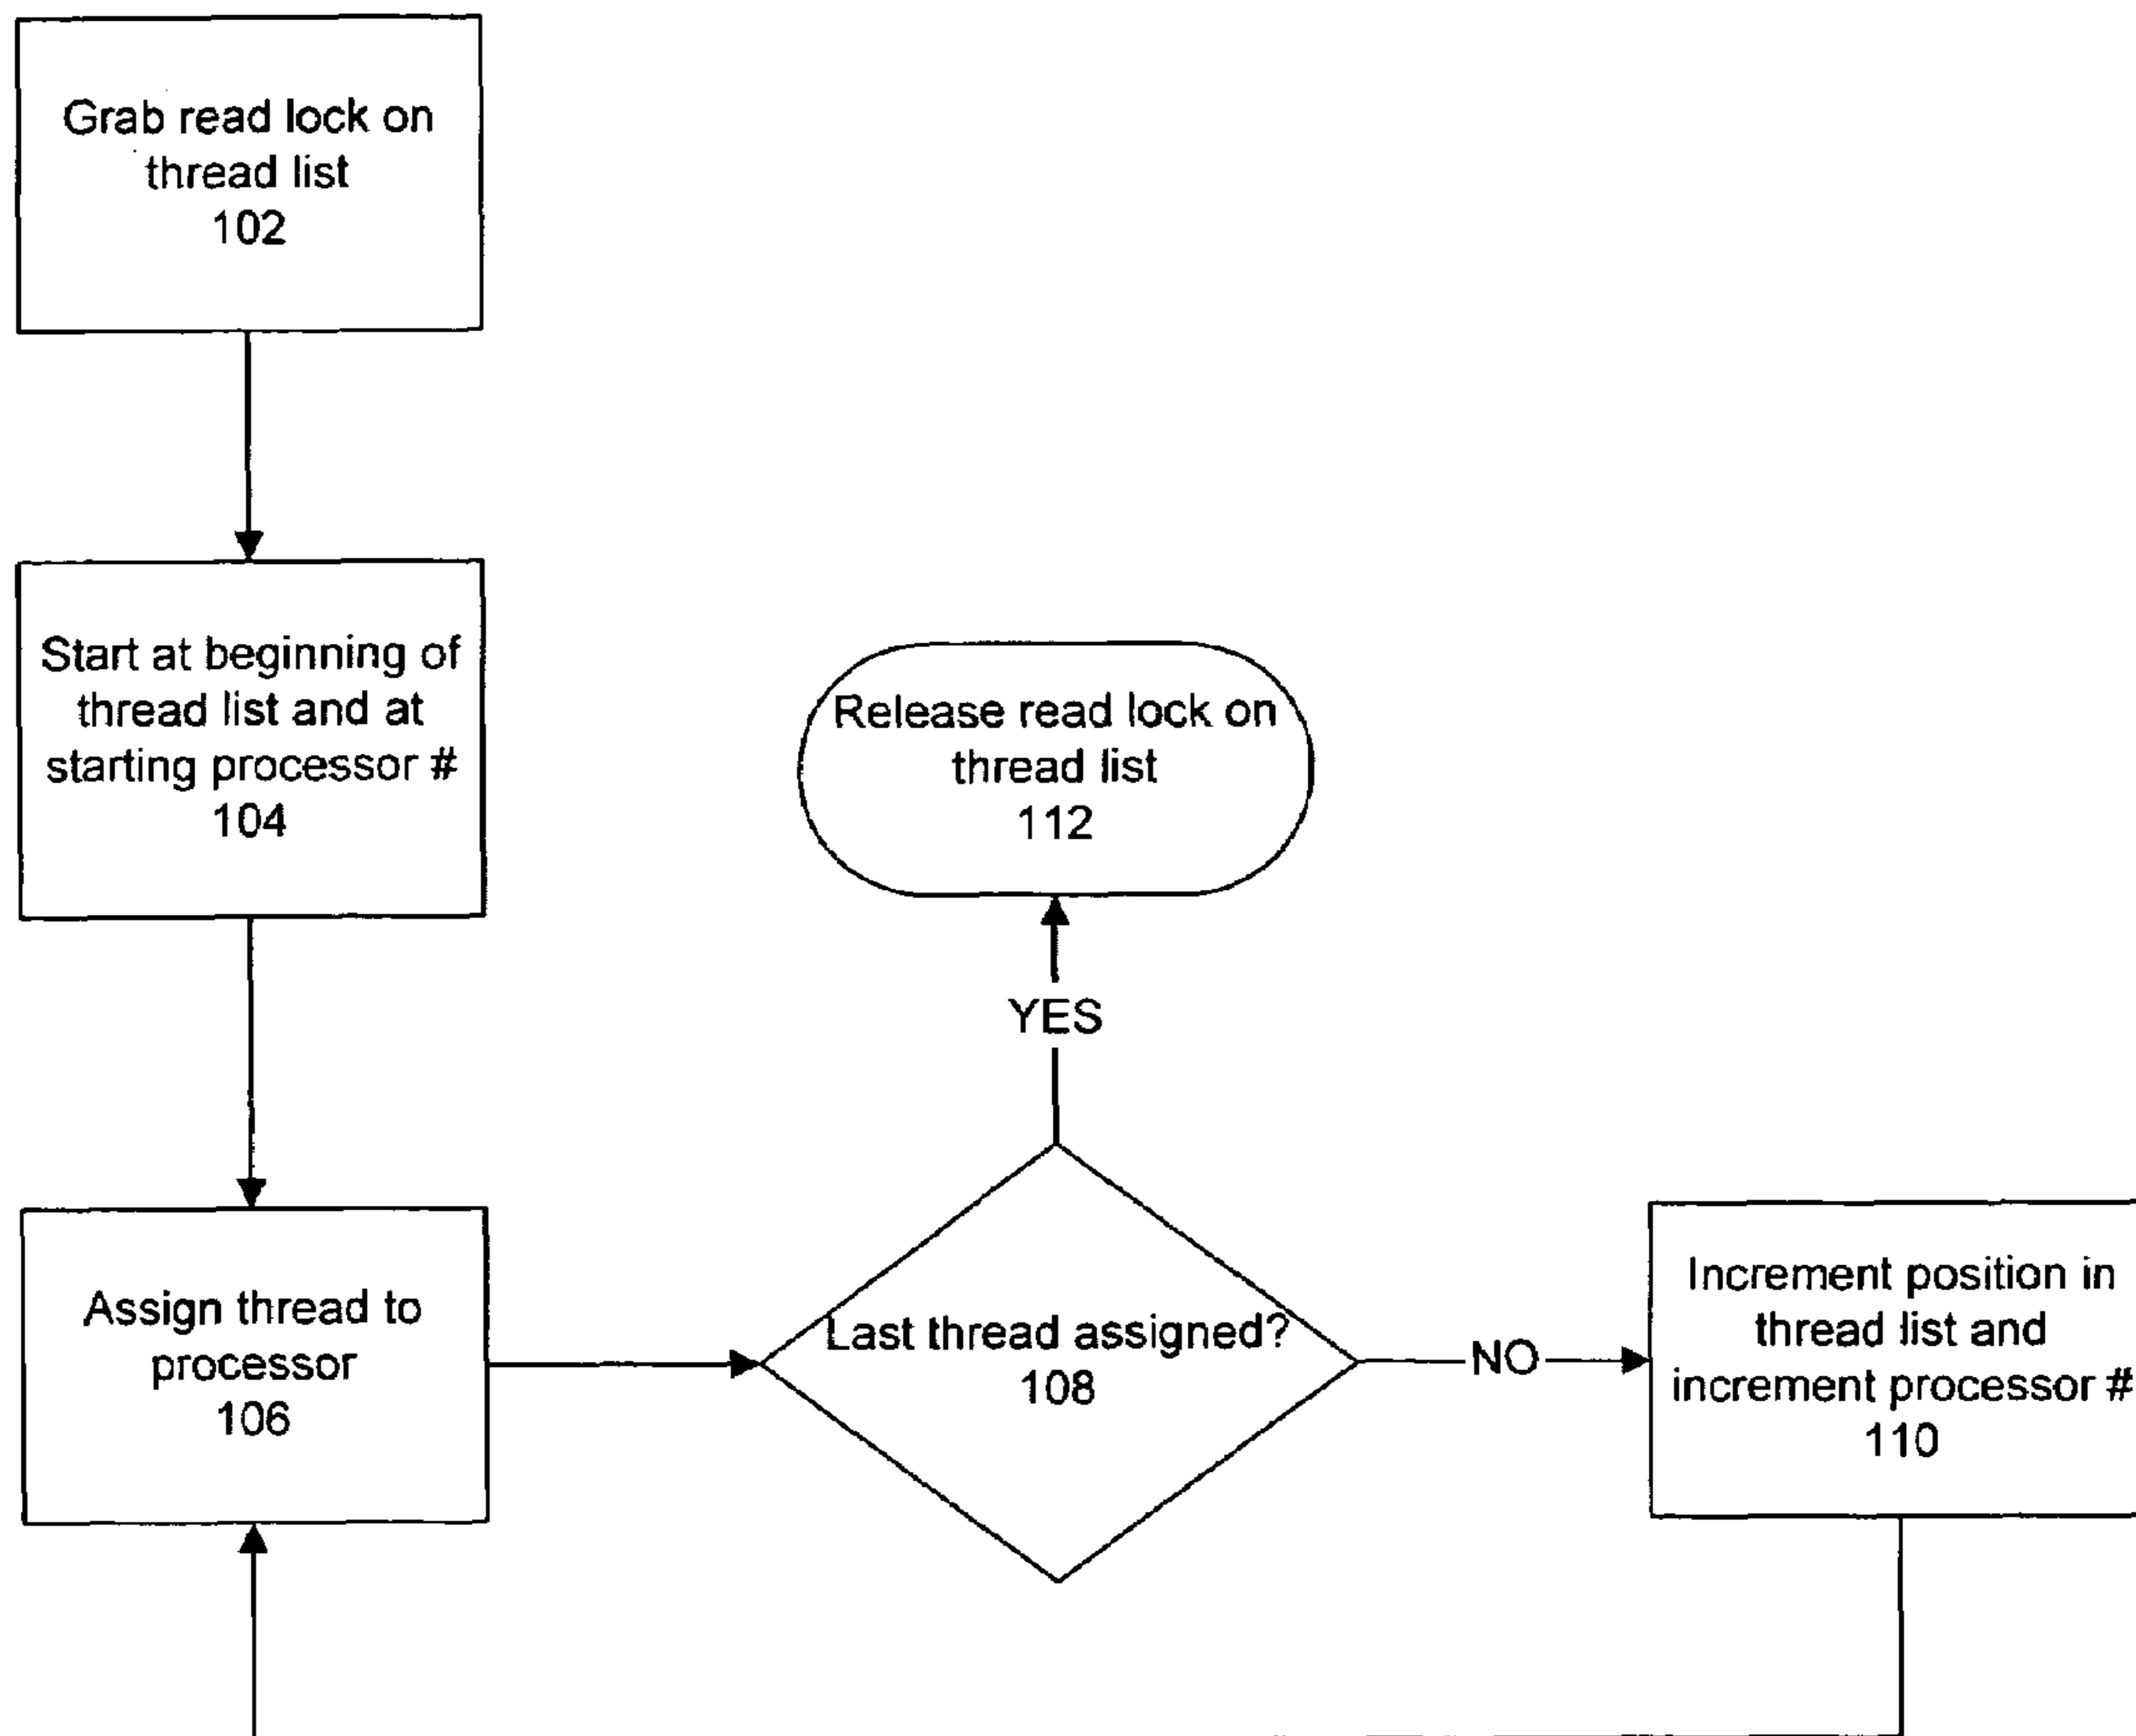 Grab read lock on
thread list
102
Start at beginning of
thread list and at
starting processor #
104
Release read lock on
thread list
112
YES
Assign thread to
processor
106
Last thread assigned?
108
NO
Increment position in
thread list and
increment processor #
110